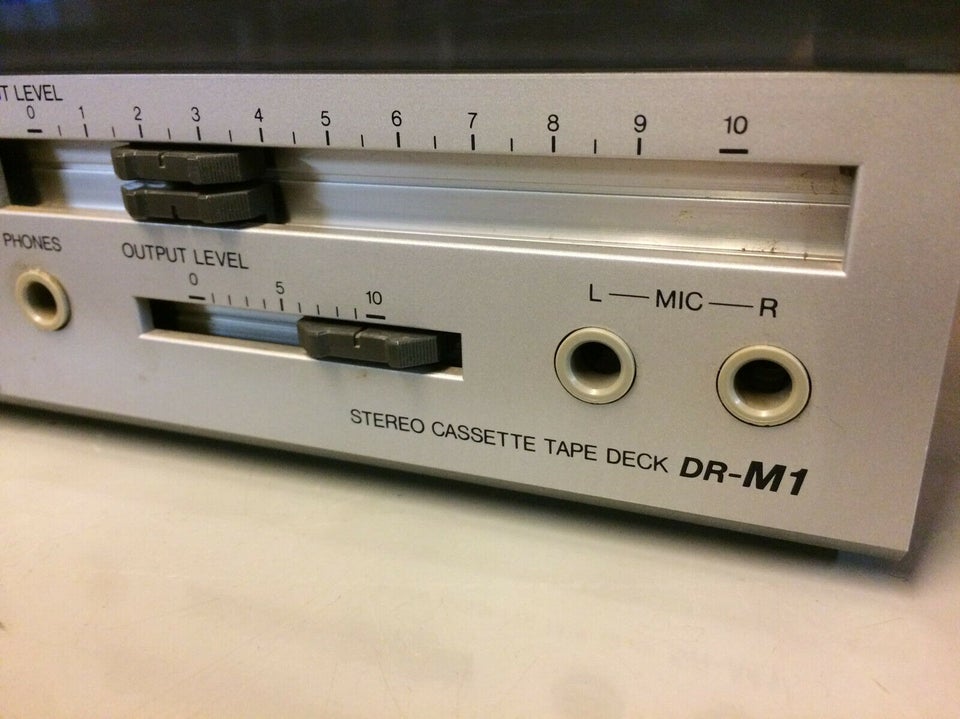 T LEVEL
0 1 2 3 4 5 6 7 8 9 10
PHONES
OUTPUT LEVEL
0 5 10
L MIC R
STEREO CASSETTE TAPE DECK DR-M1